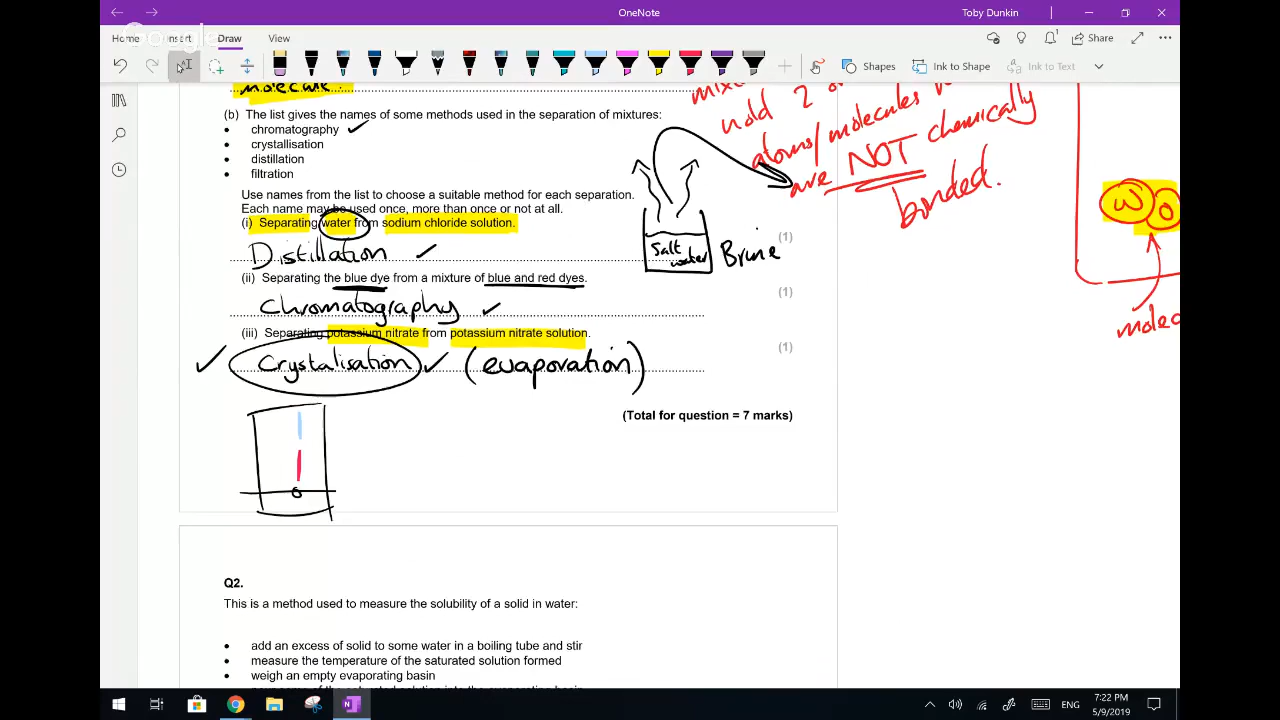 OneNote
Toby Dunkin
Google
Home Insert Draw View
Shapes
Ink to Shape
Ink to Text
Share
molecule.
(b) The list gives the names of some methods used in the separation of mixtures:
• chromatography
• crystallisation
• distillation
• filtration
Use names from the list to choose a suitable method for each separation.
Each name may be used once, more than once or not at all.
(i) Separating water from sodium chloride solution.
(1)
Distillation
Salt water
Brine
(ii) Separating the blue dye from a mixture of blue and red dyes.
(1)
Chromatography
(iii) Separating potassium nitrate from potassium nitrate solution.
(1)
Crystalisation (evaporation)
(Total for question = 7 marks)
2
atoms/molecules
are NOT chemically
bonded.
molec
Q2.
This is a method used to measure the solubility of a solid in water:
• add an excess of solid to some water in a boiling tube and stir
• measure the temperature of the saturated solution formed
• weigh an empty evaporating basin
ENG
7:22 PM
5/9/2019